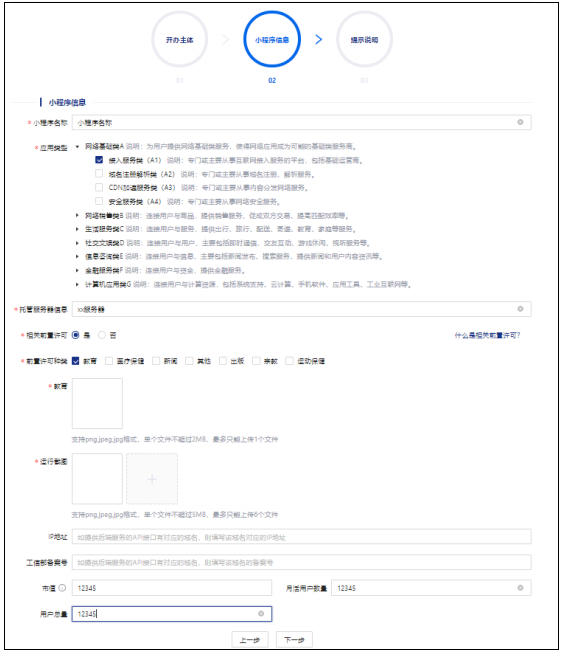 开办主体
小程序信息
提示说明
01
02
03
小程序信息
* 小程序名称 小程序名称
* 应用类型 网络基础类A 说明：为用户提供网络基础类服务，使得网络应用成为可能的基础类服务商。
接入服务类（A1） 说明：专门或主要从事互联网接入服务的平台，包括基础运营商。
域名注册解析类（A2） 说明：专门或主要从事域名注册、解析服务。
CDN加速服务类（A3） 说明：专门或主要从事内容分发网络服务。
安全服务类（A4） 说明：专门或主要从事网络安全服务。
网络销售类B 说明：连接用户与商品，提供销售服务，促成双方交易，提高匹配效率等。
生活服务类C 说明：连接用户与服务，提供出行、旅行、配送、寄递、教育、家庭等服务。
社交文娱类D 说明：连接用户与用户，主要包括即时通信、交友互动、游戏休闲、视听服务等。
信息咨询类E 说明：连接用户与信息，主要包括新闻发布、搜索服务，提供新闻和用户内容资讯等。
金融服务类F 说明：连接用户与资金，提供金融服务。
计算机应用类G 说明：连接用户与计算资源，包括系统支持、云计算、手机软件、应用工具、工业互联网等。
* 托管服务器信息 xx服务器
* 相关前置许可 是 否 什么是相关前置许可？
* 前置许可种类 教育 医疗保健 新闻 其他 出版 宗教 运动保健
* 教育
支持png,jpeg,jpg格式，单个文件不超过2MB，最多只能上传1个文件
* 运行截图
支持png,jpeg,jpg格式，单个文件不超过5MB，最多只能上传6个文件
IP地址 如提供后端服务的API接口有对应的域名，则填写该域名对应的IP地址
工信部备案号 如提供后端服务的API接口有对应的域名，则填写该域名的备案号
市值 12345 月活用户数量 12345
用户总量 12345
上一步 下一步